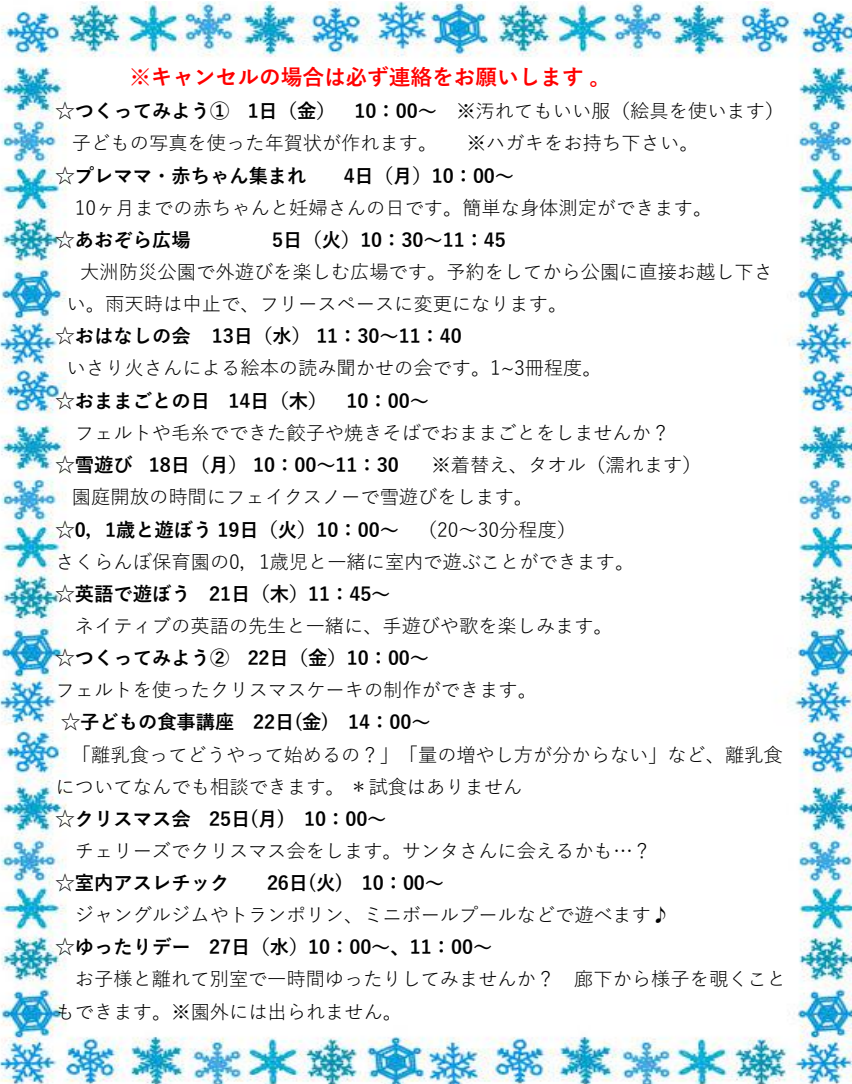 ※キャンセルの場合は必ず連絡をお願いします 。
☆つくってみよう① 1日（金） 10：00～ ※汚れてもいい服（絵具を使います）
子どもの写真を使った年賀状が作れます。 ※ハガキをお持ち下さい。
☆プレママ・赤ちゃん集まれ 4日（月）10：00～
10ヶ月までの赤ちゃんと妊婦さんの日です。簡単な身体測定ができます。
☆あおぞら広場 5日（火）10：30～11：45
大洲防災公園で外遊びを楽しむ広場です。予約をしてから公園に直接お越し下さ
い。雨天時は中止で、フリースペースに変更になります。
☆おはなしの会 13日（水） 11：30～11：40
いさり火さんによる絵本の読み聞かせの会です。1~3冊程度。
☆おままごとの日 14日（木） 10：00～
フェルトや毛糸でできた餃子や焼きそばでおままごとをしませんか？
☆雪遊び 18日（月） 10：00～11：30 ※着替え、タオル（濡れます）
園庭開放の時間にフェイクスノーで雪遊びをします。
☆0，1歳と遊ぼう 19日（火）10：00～ （20～30分程度）
さくらんぼ保育園の0，1歳児と一緒に室内で遊ぶことができます。
☆英語で遊ぼう 21日（木）11：45～
ネイティブの英語の先生と一緒に、手遊びや歌を楽しみます。
☆つくってみよう② 22日（金）10：00～
フェルトを使ったクリスマスケーキの制作ができます。
☆子どもの食事講座 22日(金) 14：00～
「離乳食ってどうやって始めるの？」「量の増やし方が分からない」など、離乳食
についてなんでも相談できます。 ＊試食はありません
☆クリスマス会 25日(月) 10：00～
チェリーズでクリスマス会をします。サンタさんに会えるかも…？
☆室内アスレチック 26日(火) 10：00～
ジャングルジムやトランポリン、ミニボールプールなどで遊べます♪
☆ゆったりデー 27日（水）10：00～、11：00～
お子様と離れて別室で一時間ゆったりしてみませんか？ 廊下から様子を覗くこと
もできます。※園外には出られません。